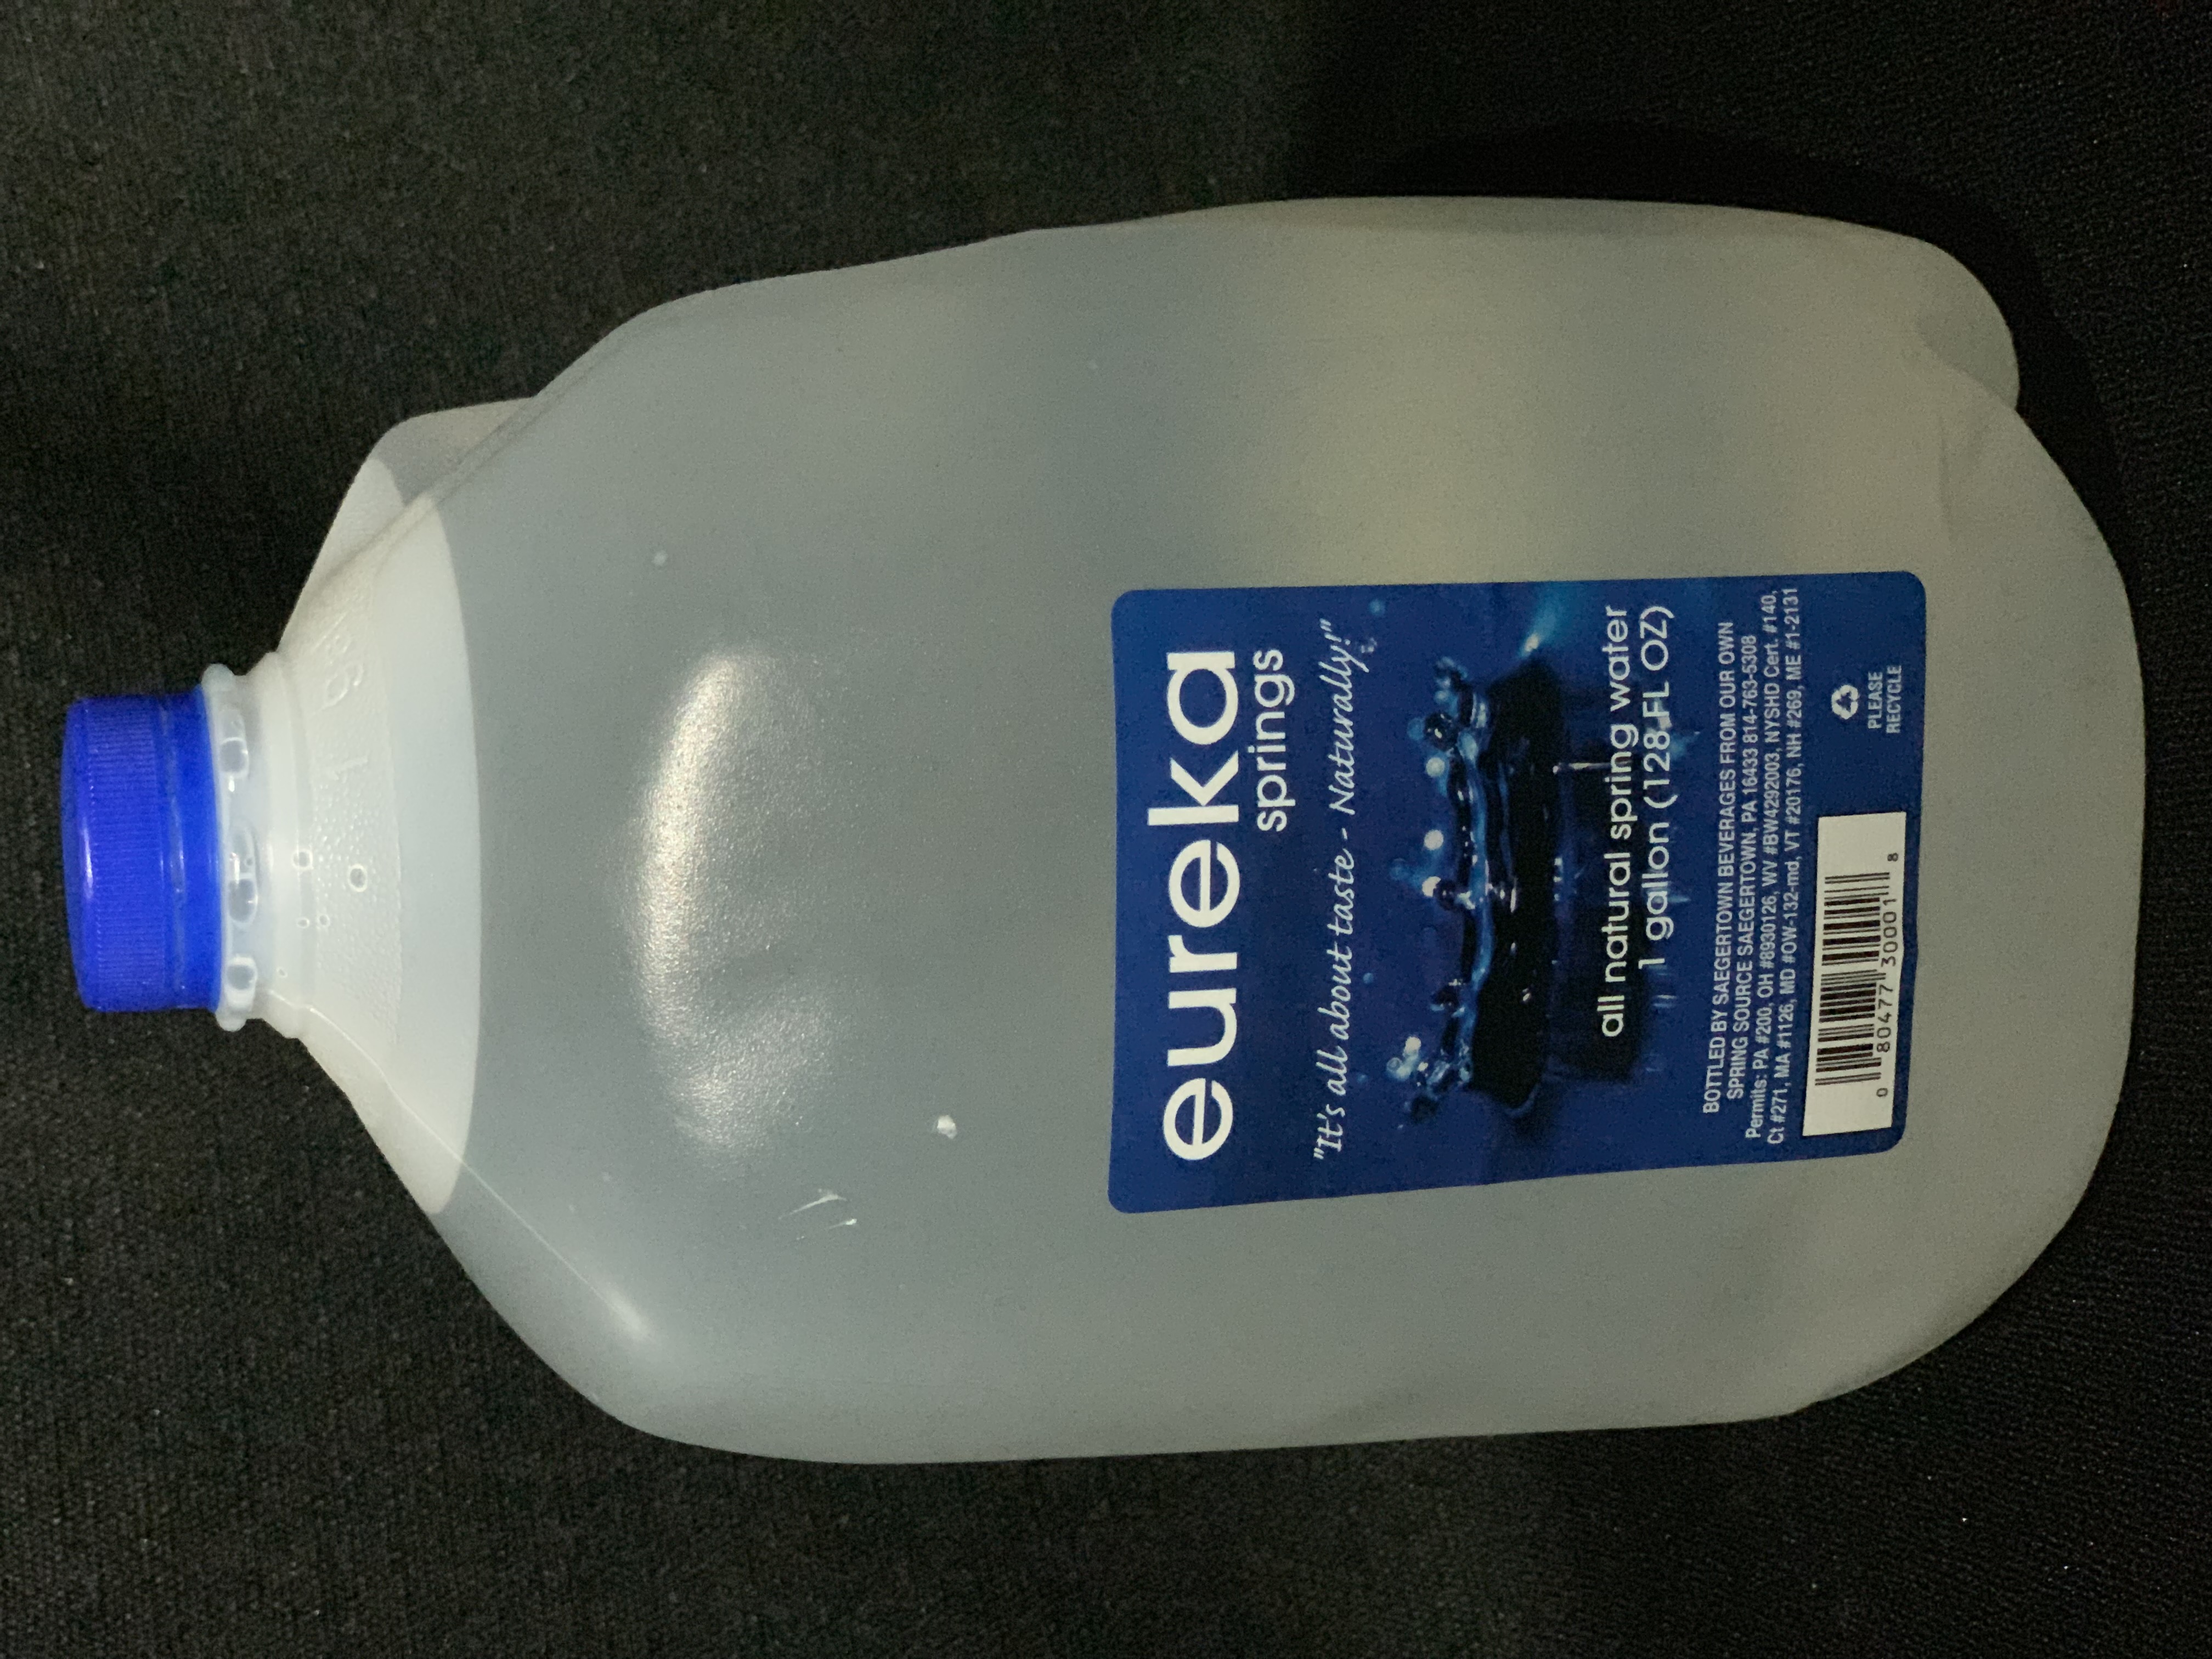 1 gal
eureka
springs
"It's all about taste - Naturally!"
all natural spring water
1 gallon (128 FL OZ)
BOTTLED BY SAEGERTOWN BEVERAGES FROM OUR OWN
SPRING SOURCE SAEGERTOWN, PA 16433 814-763-5308
Permits: PA #200, OH #8930126, WV #BW4292003, NYSHD Cert. #140,
Ct #271, MA #1126, MD #OW-132-md, VT #20176, NH #269, ME #1-2131
0 80477 30001 8
PLEASE
RECYCLE